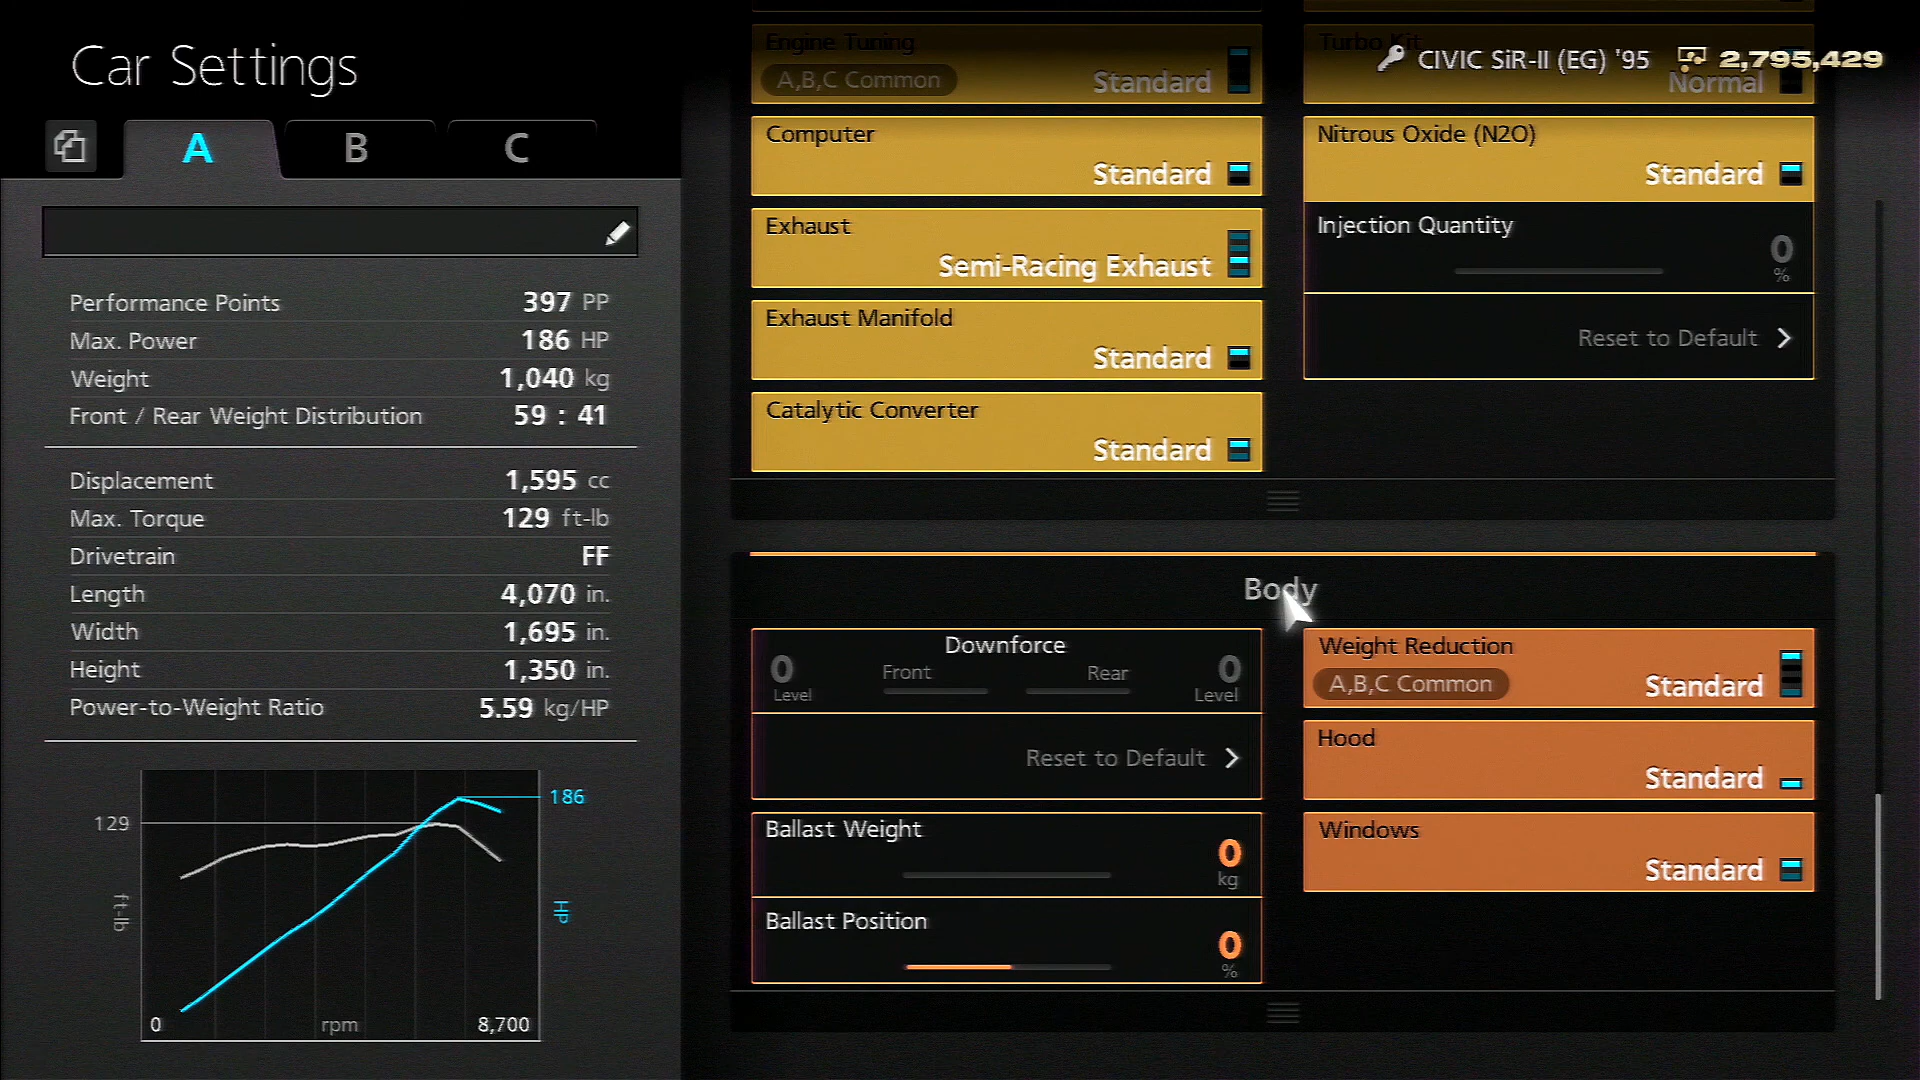 Car Settings
A
B
C
Performance Points 397 PP
Max. Power 186 HP
Weight 1,040 kg
Front / Rear Weight Distribution 59 : 41
Displacement 1,595 cc
Max. Torque 129 ft-lb
Drivetrain FF
Length 4,070 in.
Width 1,695 in.
Height 1,350 in.
Power-to-Weight Ratio 5.59 kg/HP
186
129
ft-lb
HP
0 rpm 8,700
CIVIC SiR-II (EG) '95 2,795,429
Engine Tuning
A,B,C Common Standard
Computer
Standard
Exhaust
Semi-Racing Exhaust
Exhaust Manifold
Standard
Catalytic Converter
Standard
Turbo Kit
Normal
Nitrous Oxide (N2O)
Standard
Injection Quantity
0
%
Reset to Default
Body
Downforce
0 Front Rear 0
Level Level
Reset to Default
Ballast Weight
0
kg
Ballast Position
0
%
Weight Reduction
A,B,C Common Standard
Hood
Standard
Windows
Standard